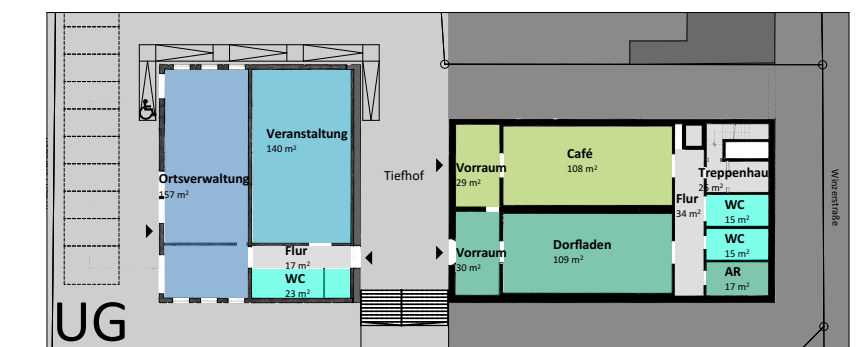 Veranstaltung
140 m²
Ortsverwaltung
157 m²
Flur
17 m²
WC
23 m²
Tiefhof
Vorraum
29 m²
Café
108 m²
Vorraum
30 m²
Dorfladen
109 m²
Flur
34 m²
Treppenhau
WC
15 m²
WC
15 m²
AR
17 m²
Winzerstraße
UG